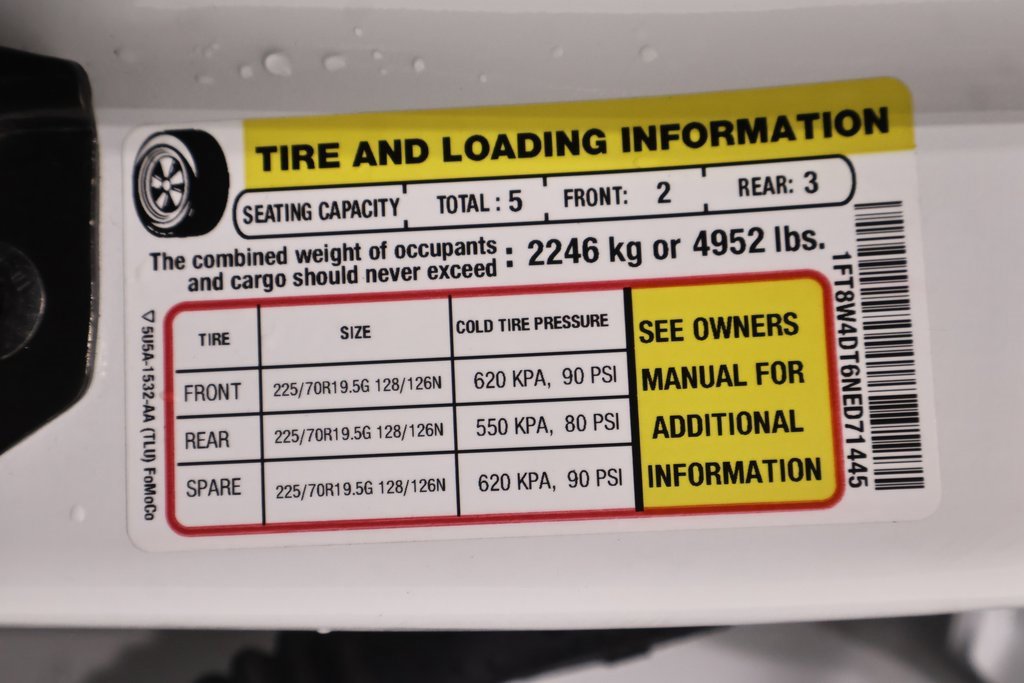 TIRE AND LOADING INFORMATION
SEATING CAPACITY TOTAL : 5 FRONT: 2 REAR: 3
The combined weight of occupants
and cargo should never exceed : 2246 kg or 4952 lbs.
TIRE SIZE COLD TIRE PRESSURE
FRONT 225/70R19.5G 128/126N 620 KPA, 90 PSI
REAR 225/70R19.5G 128/126N 550 KPA, 80 PSI
SPARE 225/70R19.5G 128/126N 620 KPA, 90 PSI
SEE OWNERS
MANUAL FOR
ADDITIONAL
INFORMATION
1FT8W4DT6NED71445
5U5A-1532-AA (TLU) FoMoCo